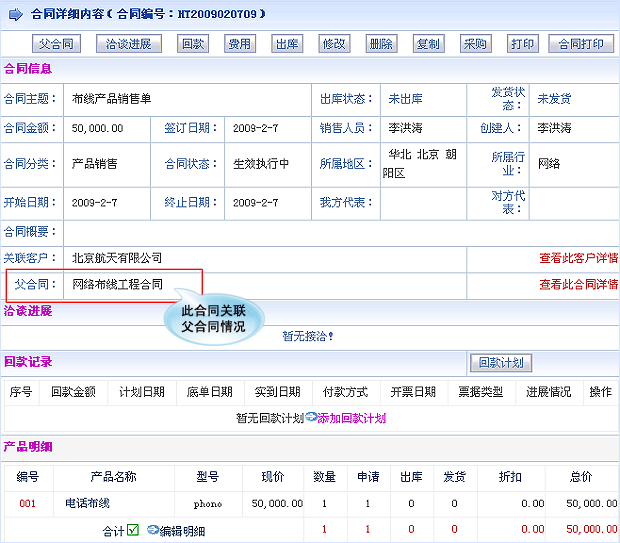 合同详细内容( 合同编号: HT2009020709 )
父合同 洽谈进展 回款 费用 出库 修改 删除 复制 采购 打印 合同打印
合同信息
合同主题: 布线产品销售单 出库状态: 未出库 发货状态: 未发货
合同金额: 50,000.00 签订日期: 2009-2-7 销售人员: 李洪涛 创建人: 李洪涛
合同分类: 产品销售 合同状态: 生效执行中 所属地区: 华北 北京 朝阳区 所属行业: 网络
开始日期: 2009-2-7 终止日期: 2009-2-7 我方代表: 对方代表:
合同概要:
关联客户: 北京航天有限公司 查看此客户详情
父合同: 网络布线工程合同 查看此合同详情
洽谈进展
此合同关联
父合同情况
暂无接洽!
回款记录 回款计划
序号 回款金额 计划日期 底单日期 实到日期 付款方式 开票日期 票据类型 进展情况 操作
暂无回款计划 添加回款计划
产品明细
编号 产品名称 型号 现价 数量 申请 出库 发货 折扣 总价
001 电话布线 phono 50,000.00 1 1 0 0 0.00 50,000.00
合计 编辑明细 1 1 0 0 0.00 50,000.00